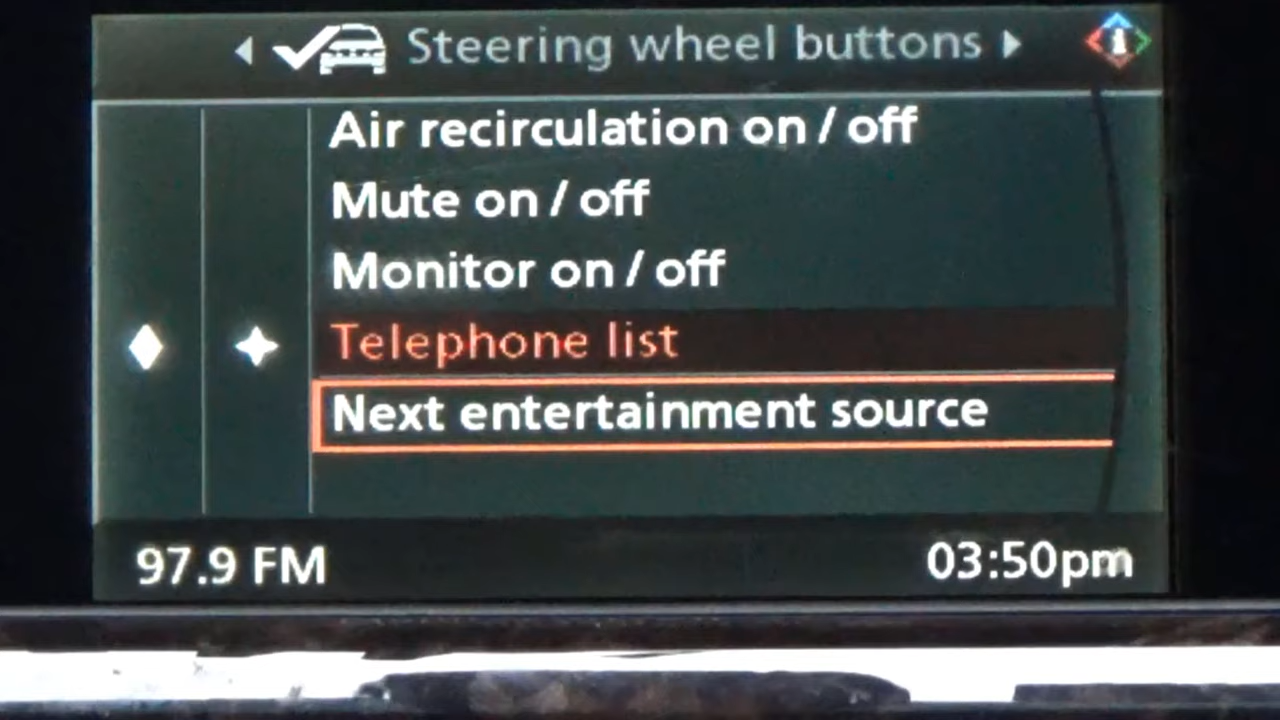 Steering wheel buttons
Air recirculation on / off
Mute on / off
Monitor on / off
Telephone list
Next entertainment source
97.9 FM
03:50pm